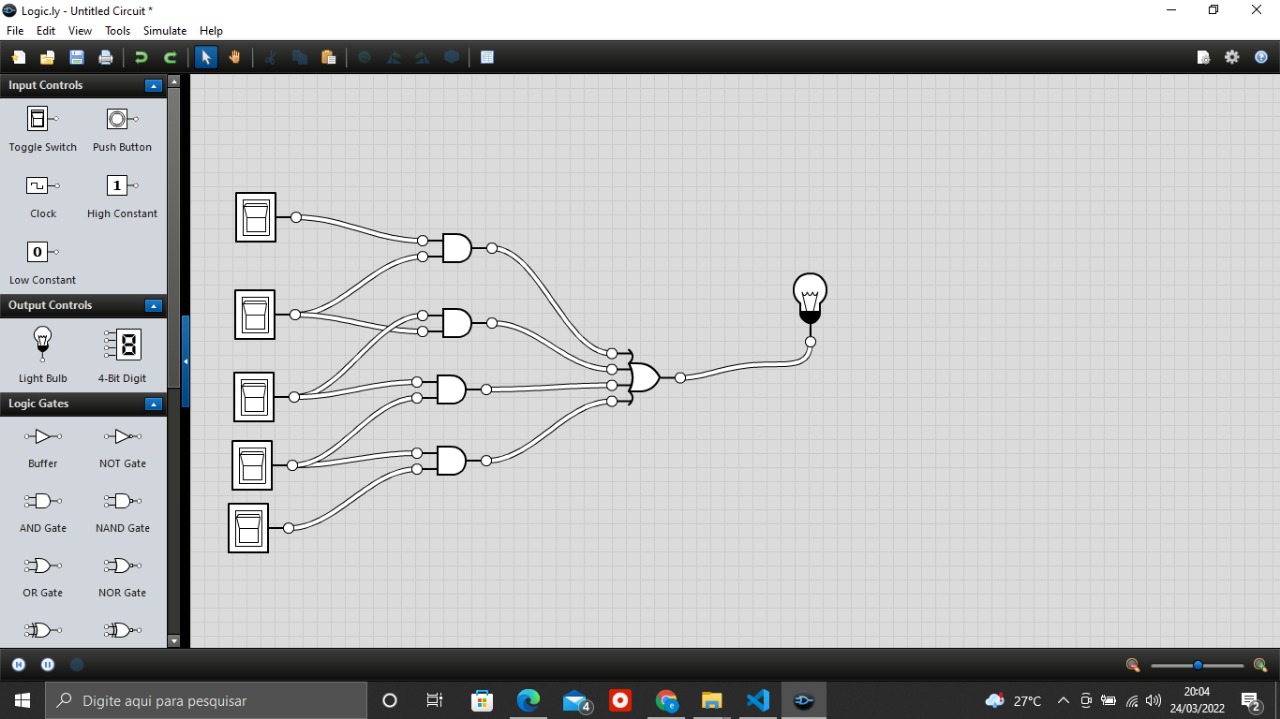 Logic.ly - Untitled Circuit *
File Edit View Tools Simulate Help
Input Controls
Toggle Switch Push Button
1
Clock High Constant
0
Low Constant
Output Controls
8
Light Bulb 4-Bit Digit
Logic Gates
Buffer NOT Gate
AND Gate NAND Gate
OR Gate NOR Gate
Digite aqui para pesquisar
4
27°C
20:04
24/03/2022
2